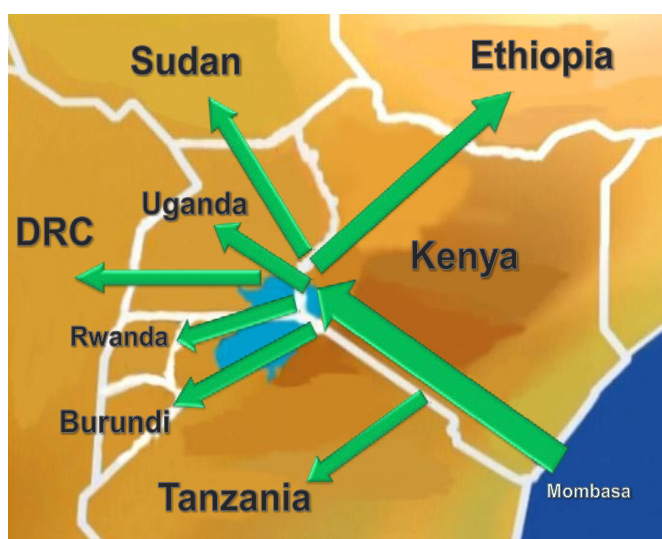 Sudan
Ethiopia
Uganda
DRC
Kenya
Rwanda
Burundi
Tanzania
Mombasa